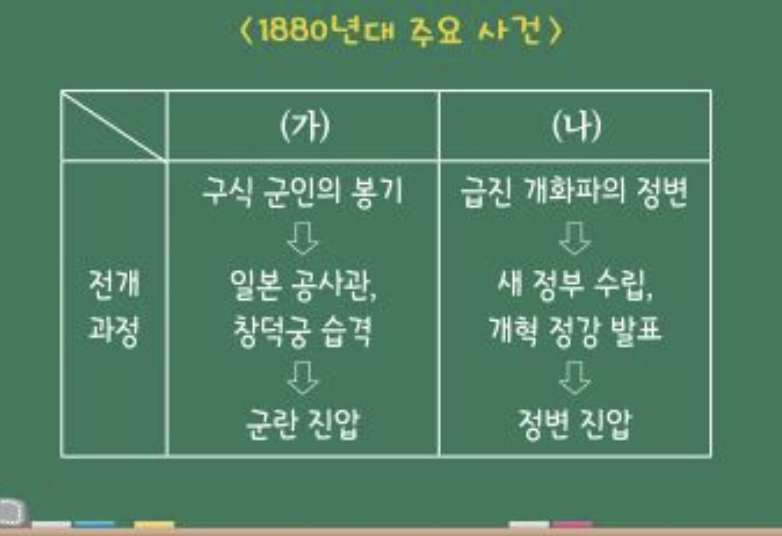 <1880년대 주요 사건>
(가)
(나)
전개
과정
구식 군인의 봉기
⇩
일본 공사관,
창덕궁 습격
⇩
군란 진압
급진 개화파의 정변
⇩
새 정부 수립,
개혁 정강 발표
⇩
정변 진압